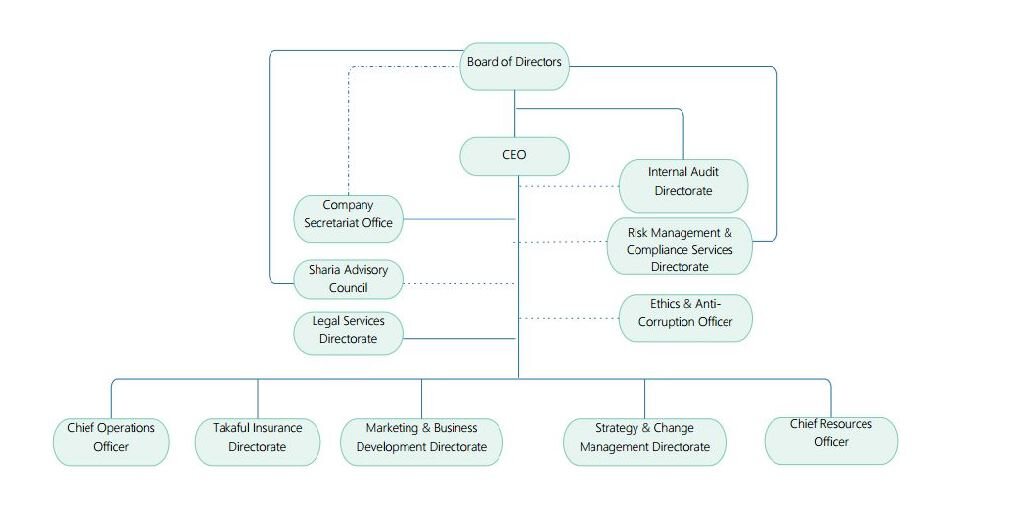 Board of Directors
CEO
Internal Audit
Directorate
Company
Secretariat Office
Risk Management &
Compliance Services
Directorate
Sharia Advisory
Council
Ethics & Anti-
Corruption Officer
Legal Services
Directorate
Chief Operations
Officer
Takaful Insurance
Directorate
Marketing & Business
Development Directorate
Strategy & Change
Management Directorate
Chief Resources
Officer